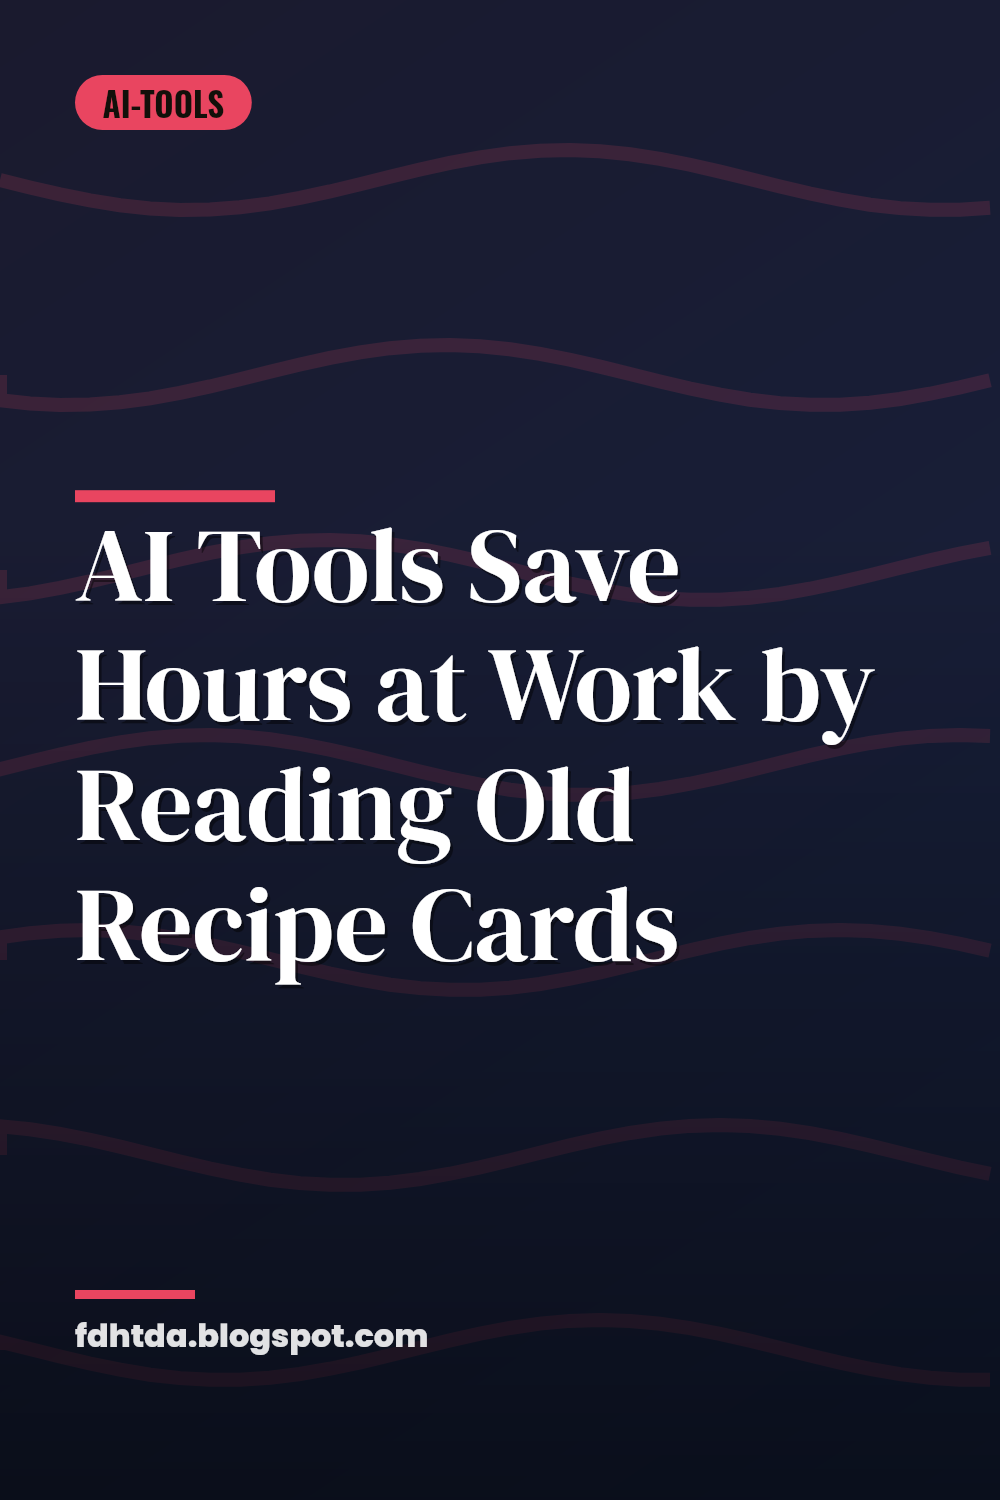 AI-TOOLS
AI Tools Save
Hours at Work by
Reading Old
Recipe Cards
fdhtda.blogspot.com